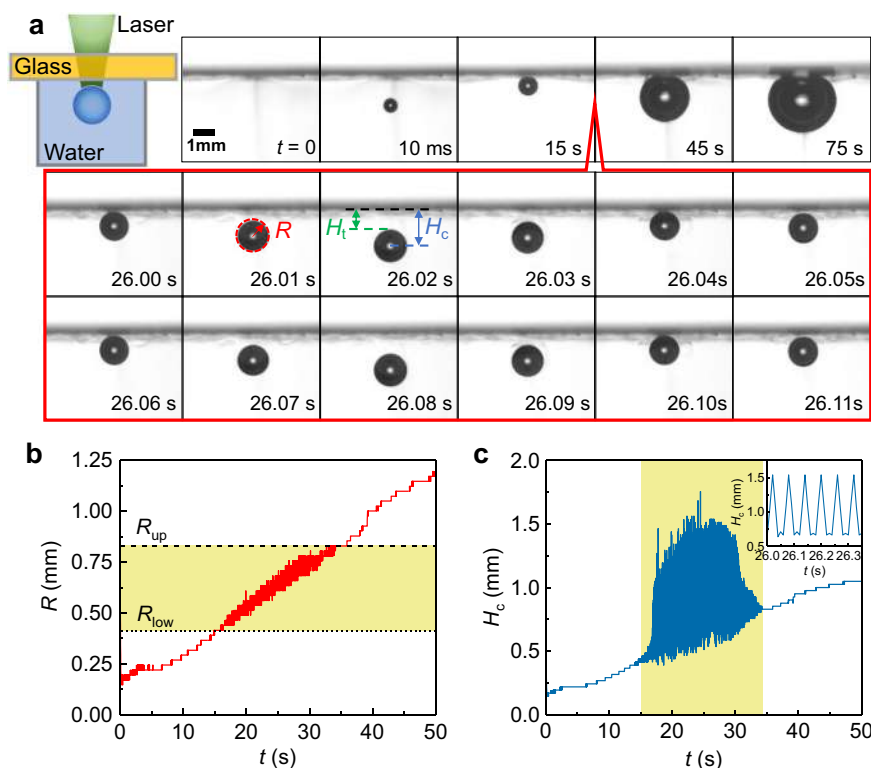 a
Laser
Glass
Water
1mm
t = 0
10 ms
15 s
45 s
75 s
R
Ht
Hc
26.00 s
26.01 s
26.02 s
26.03 s
26.04s
26.05s
26.06 s
26.07 s
26.08 s
26.09 s
26.10s
26.11s
b
1.25
1.00
0.75
0.50
0.25
0.00
R (mm)
Rup
Rlow
0 10 20 30 40 50
t (s)
c
2.0
1.5
1.0
0.5
0.0
Hc (mm)
0 10 20 30 40 50
t (s)
1.5
1.0
0.5
Hc (mm)
26.0 26.1 26.2 26.3
t (s)